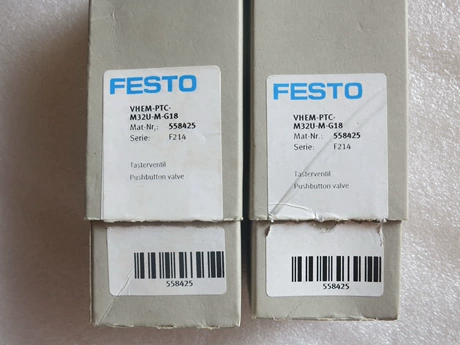 FESTO
VHEM-PTC-
M32U-M-G18
Mat-Nr.: 558425
Serie: F214
Tasterventil
Pushbutton valve
558425
FESTO
VHEM-PTC-
M32U-M-G18
Mat-Nr.: 558425
Serie: F214
Tasterventil
Pushbutton valve
558425